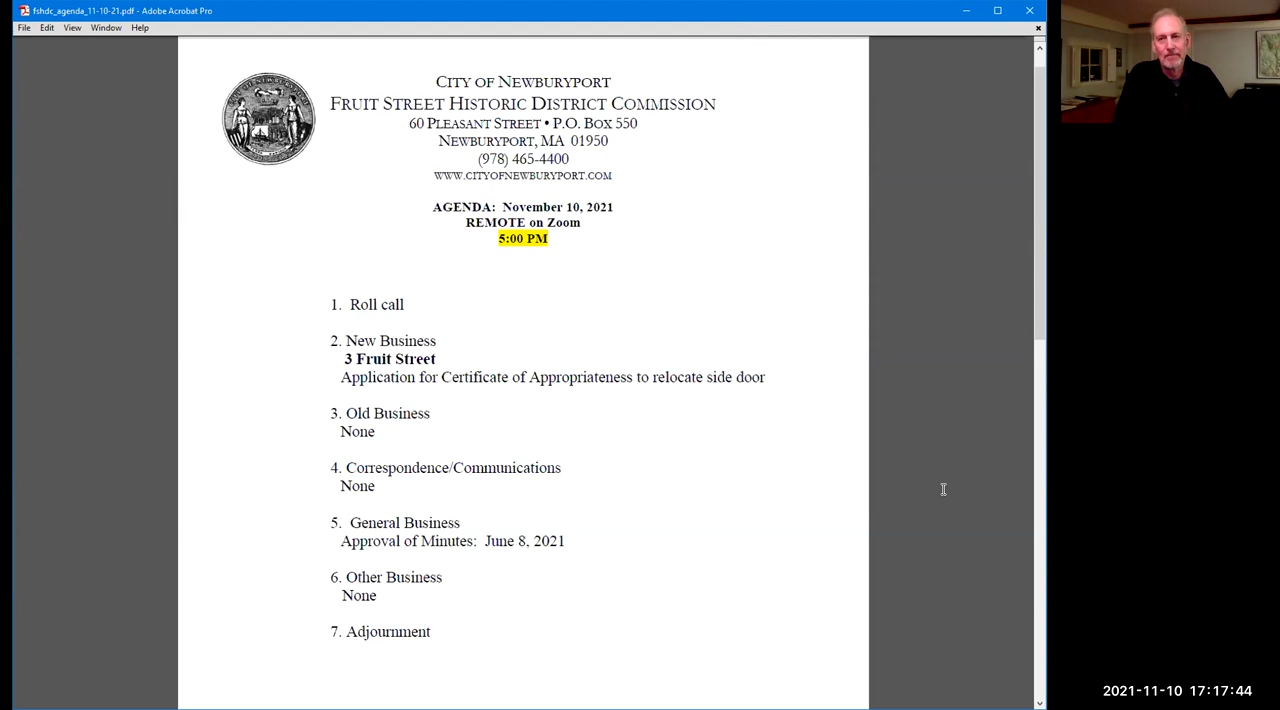 fshdc_agenda_11-10-21.pdf - Adobe Acrobat Pro
File Edit View Window Help
CITY OF NEWBURYPORT
FRUIT STREET HISTORIC DISTRICT COMMISSION
60 PLEASANT STREET • P.O. BOX 550
NEWBURYPORT, MA 01950
(978) 465-4400
WWW.CITYOFNEWBURYPORT.COM
AGENDA: November 10, 2021
REMOTE on Zoom
5:00 PM
1. Roll call
2. New Business
3 Fruit Street
Application for Certificate of Appropriateness to relocate side door
3. Old Business
None
4. Correspondence/Communications
None
5. General Business
Approval of Minutes: June 8, 2021
6. Other Business
None
7. Adjournment
2021-11-10 17:17:44